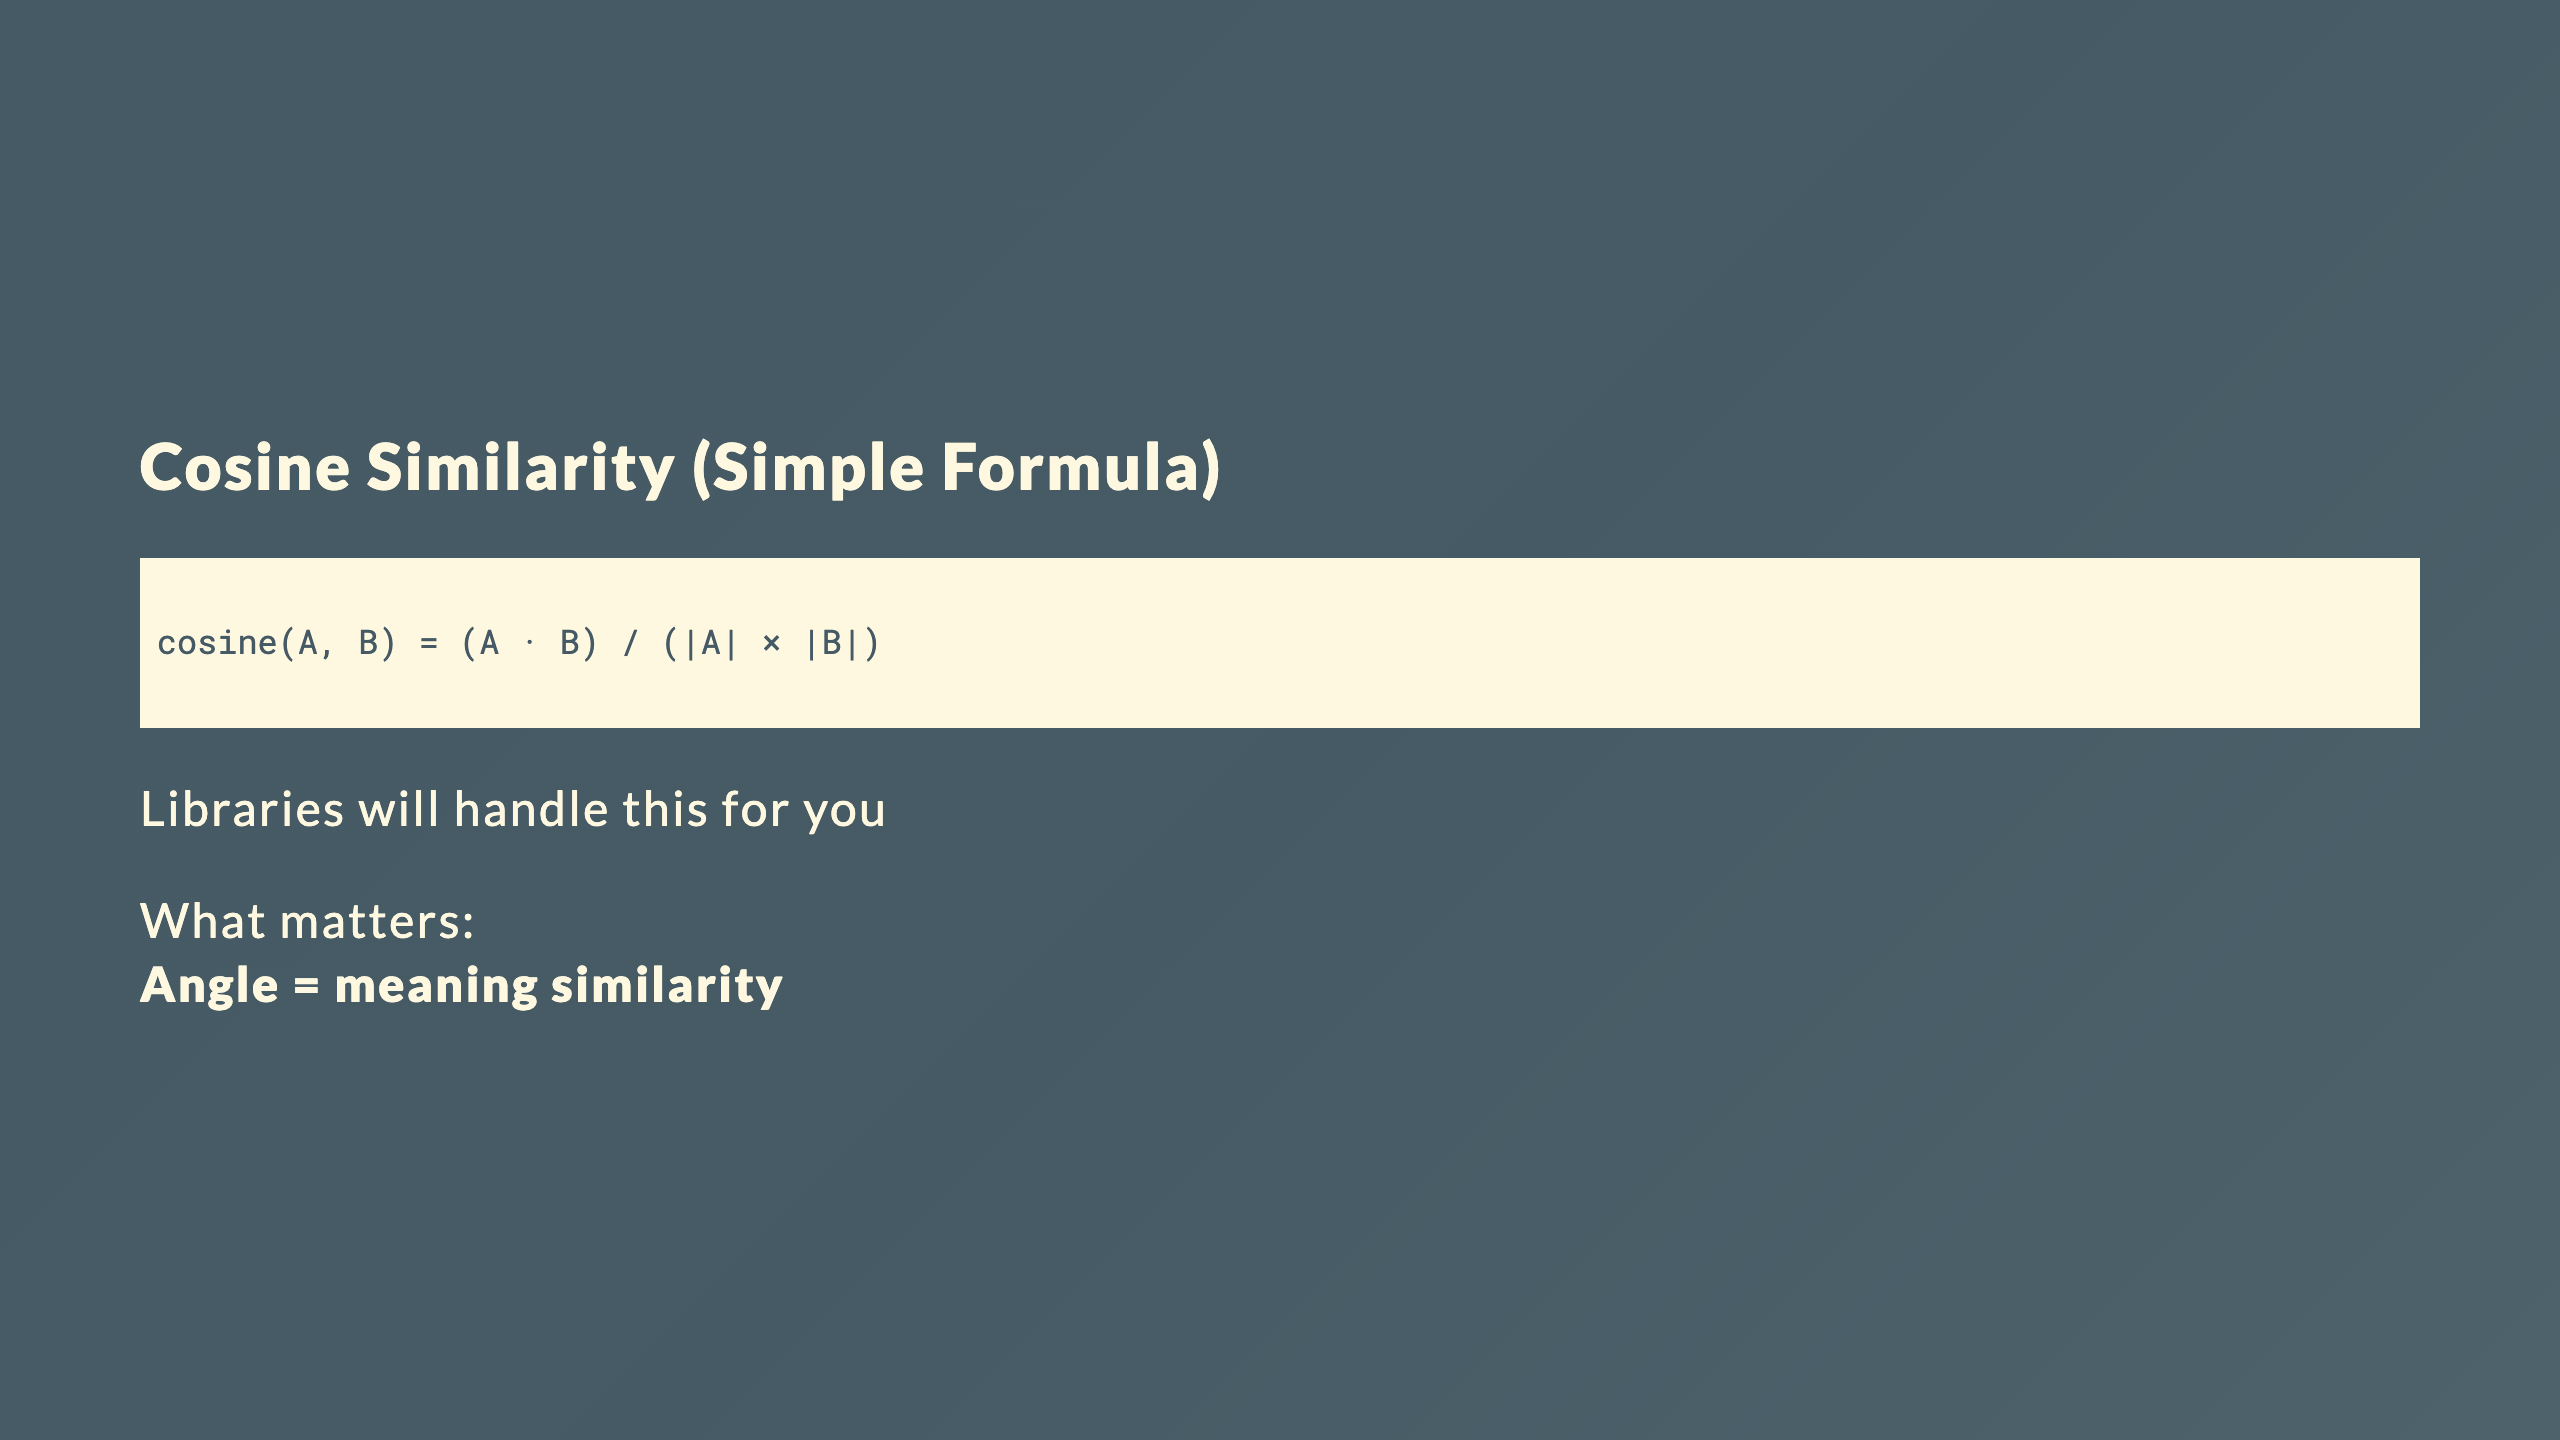 Cosine Similarity (Simple Formula)
cosine(A, B) = (A · B) / (|A| × |B|)
Libraries will handle this for you
What matters:
Angle = meaning similarity